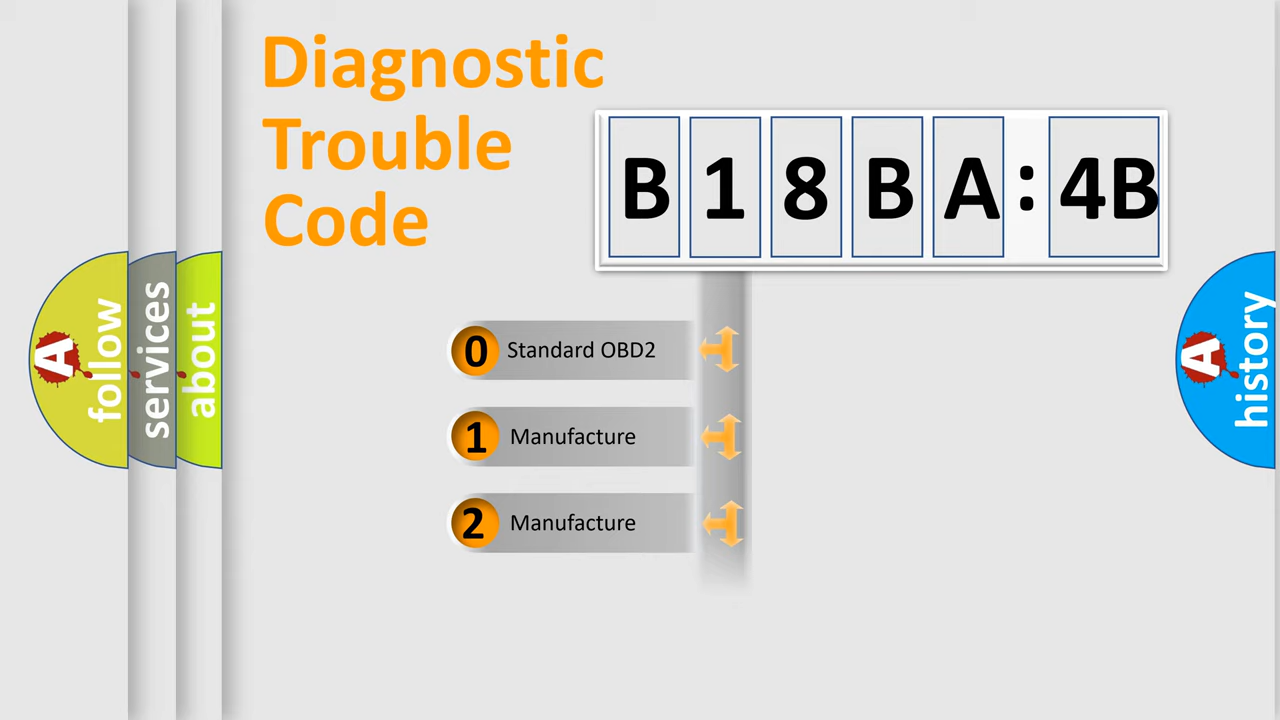 Diagnostic
Trouble
Code
B 1 8 B A : 4B
0 Standard OBD2
1 Manufacture
2 Manufacture
A follow
services
about
A history